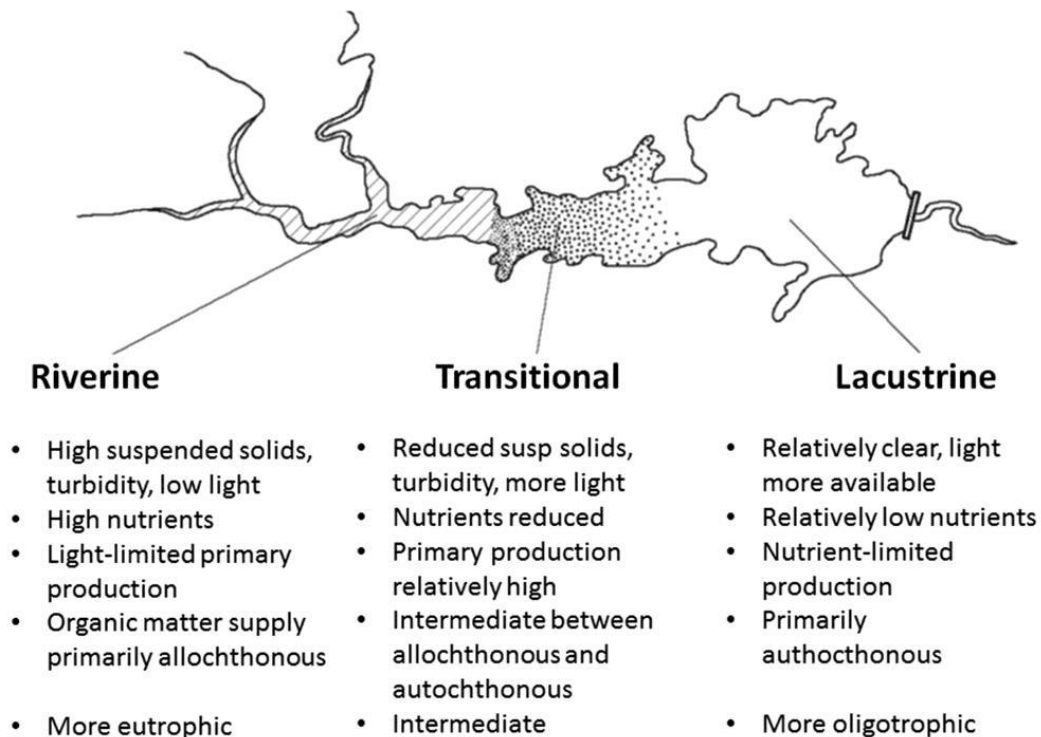 Riverine
• High suspended solids,
turbidity, low light
• High nutrients
• Light-limited primary
production
• Organic matter supply
primarily allochthonous
• More eutrophic
Transitional
• Reduced susp solids,
turbidity, more light
• Nutrients reduced
• Primary production
relatively high
• Intermediate between
allochthonous and
autochthonous
• Intermediate
Lacustrine
• Relatively clear, light
more available
• Relatively low nutrients
• Nutrient-limited
production
• Primarily
authocthonous
• More oligotrophic